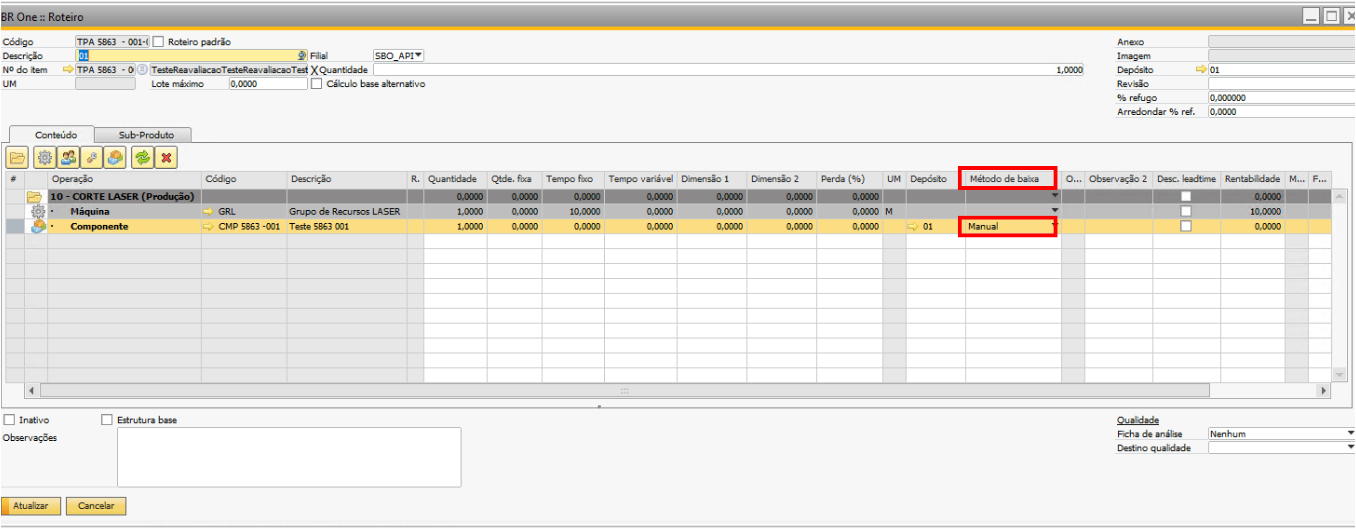 BR One :: Roteiro
Código TPA 5863 - 001-( Roteiro padrão Anexo
Descrição 01 Filial SBO_API Imagem
Nº do item TPA 5863 - 0 TesteReavaliacaoTesteReavaliacaoTest Quantidade 1,0000 Depósito 01
UM Lote máximo 0,0000 Cálculo base alternativo Revisão
% refugo 0,000000
Arredondar % ref. 0,0000
Conteúdo Sub-Produto
# Operação Código Descrição R. Quantidade Qtde. fixa Tempo fixo Tempo variável Dimensão 1 Dimensão 2 Perda (%) UM Depósito Método de baixa O... Observação 2 Desc. leadtime Rentabilidade M... F...
10 - CORTE LASER (Produção) 0,0000 0,0000 0,0000 0,0000 0,0000 0,0000 0,0000 0,0000
Máquina GRL Grupo de Recursos LASER 1,0000 0,0000 10,0000 0,0000 0,0000 0,0000 0,0000 M 10,0000
Componente CMP 5863 -001 Teste 5863 001 1,0000 0,0000 0,0000 0,0000 0,0000 0,0000 0,0000 01 Manual 0,0000
Inativo Estrutura base Qualidade
Observações Ficha de análise Nenhum
Destino qualidade
Atualizar Cancelar